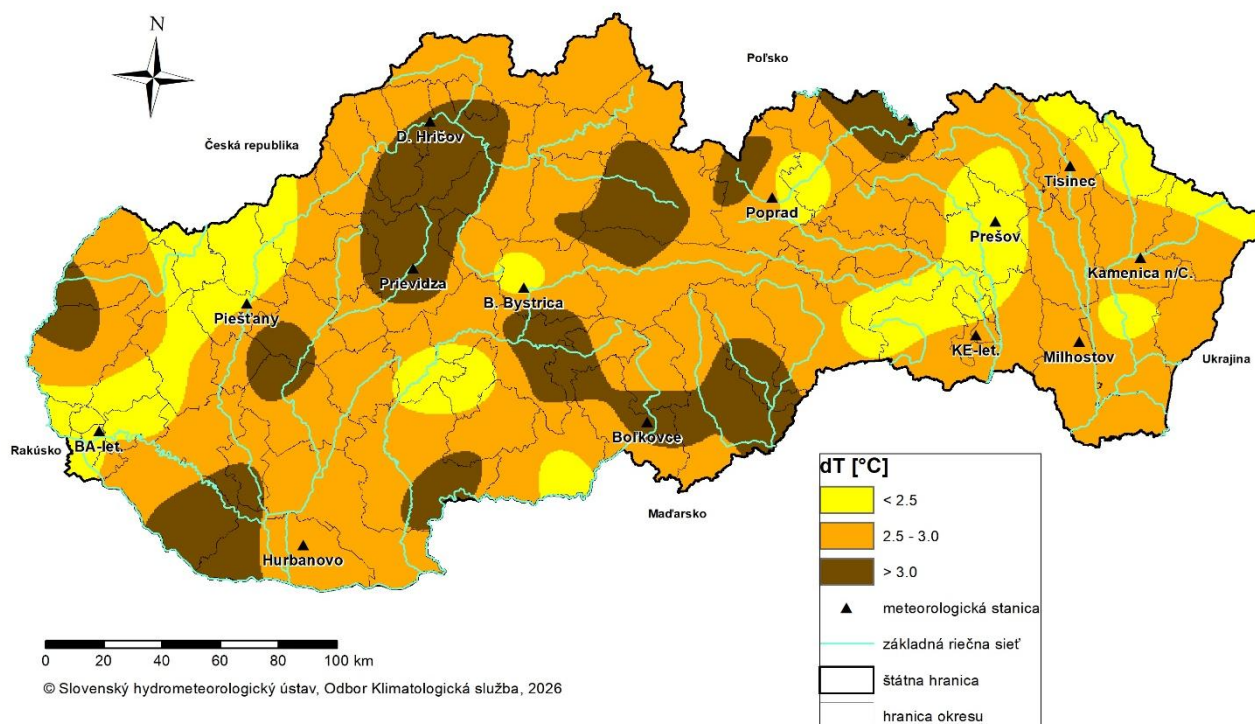 N
Poľsko
Česká republika
D. Hričov
Tisinec
Poprad
Prešov
Kamenica n/C.
Prievidza
B. Bystrica
Piešťany
KE-let.
Milhostov
Ukrajina
Boľkovce
BA-let.
Rakúsko
Maďarsko
Hurbanovo
dT [°C]
< 2.5
2.5 - 3.0
> 3.0
meteorologická stanica
základná riečna sieť
štátna hranica
hranica okresu
0 20 40 60 80 100 km
© Slovenský hydrometeorologický ústav, Odbor Klimatologická služba, 2026